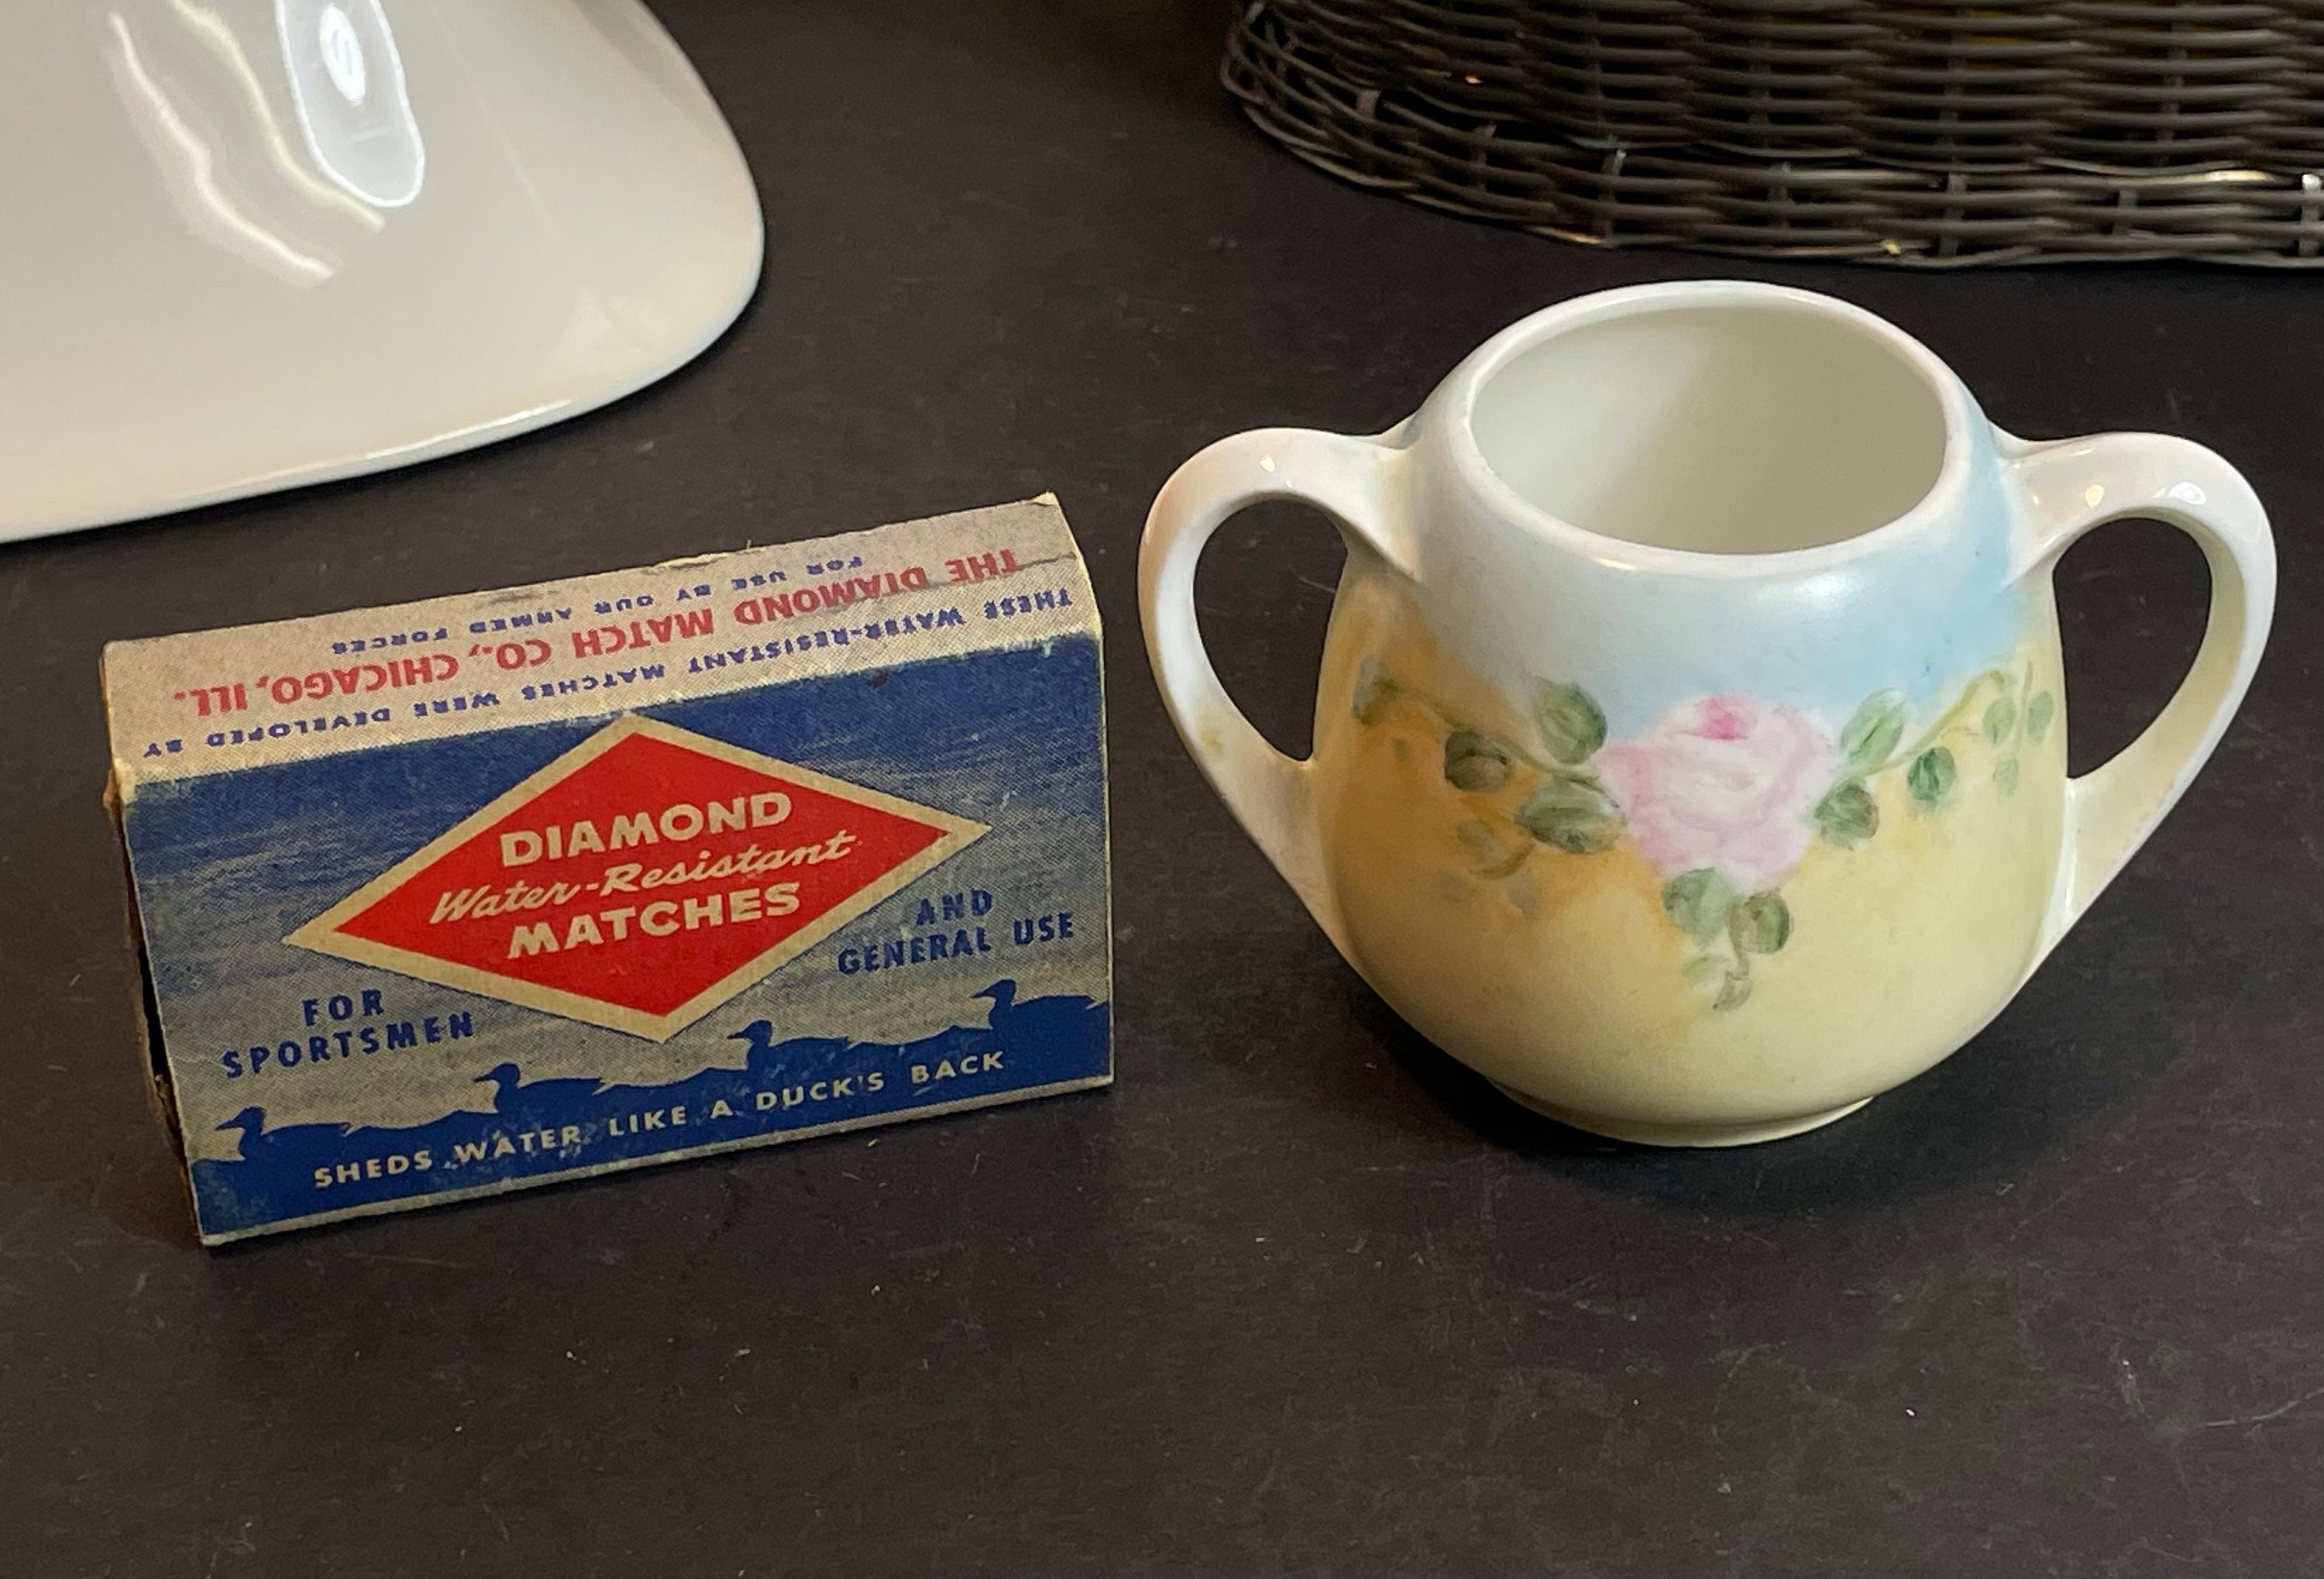 THESE WATER-RESISTANT MATCHES WERE DEVELOPED BY
THE DIAMOND MATCH CO., CHICAGO, ILL.
FOR USE BY OUR ARMED FORCES
DIAMOND
Water-Resistant
MATCHES
FOR
SPORTSMEN
AND
GENERAL USE
SHEDS WATER LIKE A DUCK'S BACK